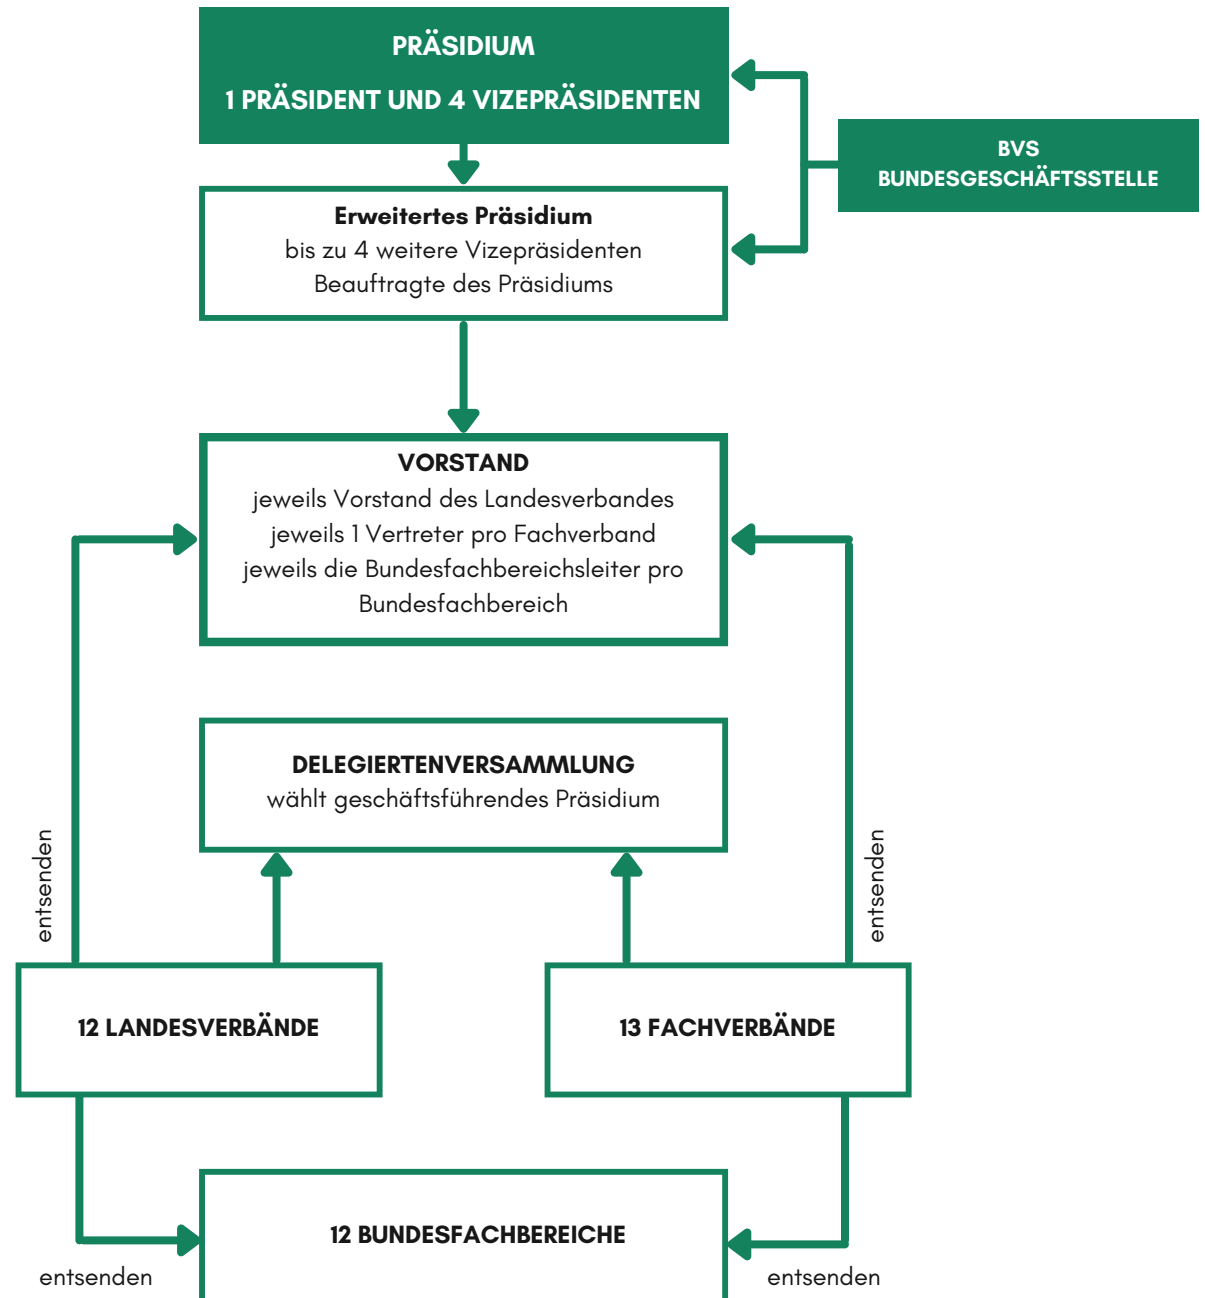 PRÄSIDIUM
1 PRÄSIDENT UND 4 VIZEPRÄSIDENTEN
BVS
BUNDESGESCHÄFTSSTELLE
Erweitertes Präsidium
bis zu 4 weitere Vizepräsidenten
Beauftragte des Präsidiums
VORSTAND
jeweils Vorstand des Landesverbandes
jeweils 1 Vertreter pro Fachverband
jeweils die Bundesfachbereichsleiter pro
Bundesfachbereich
DELEGIERTENVERSAMMLUNG
wählt geschäftsführendes Präsidium
entsenden
entsenden
12 LANDESVERBÄNDE
13 FACHVERBÄNDE
12 BUNDESFACHBEREICHE
entsenden
entsenden